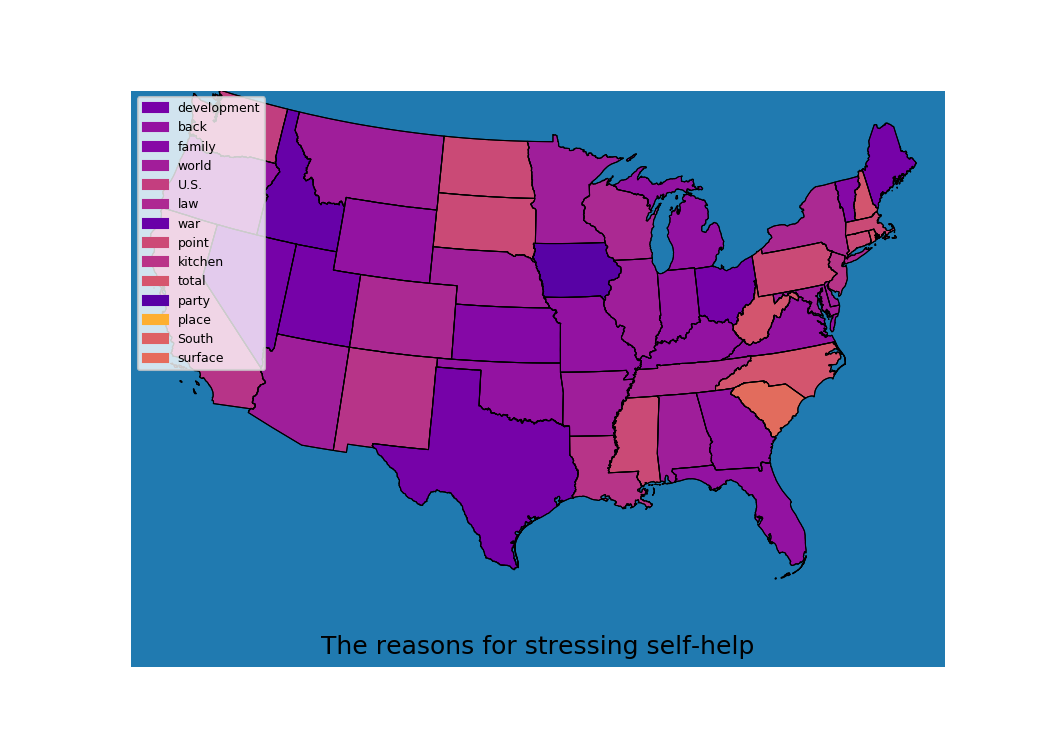 development
back
family
world
U.S.
law
war
point
kitchen
total
party
place
South
surface
The reasons for stressing self-help